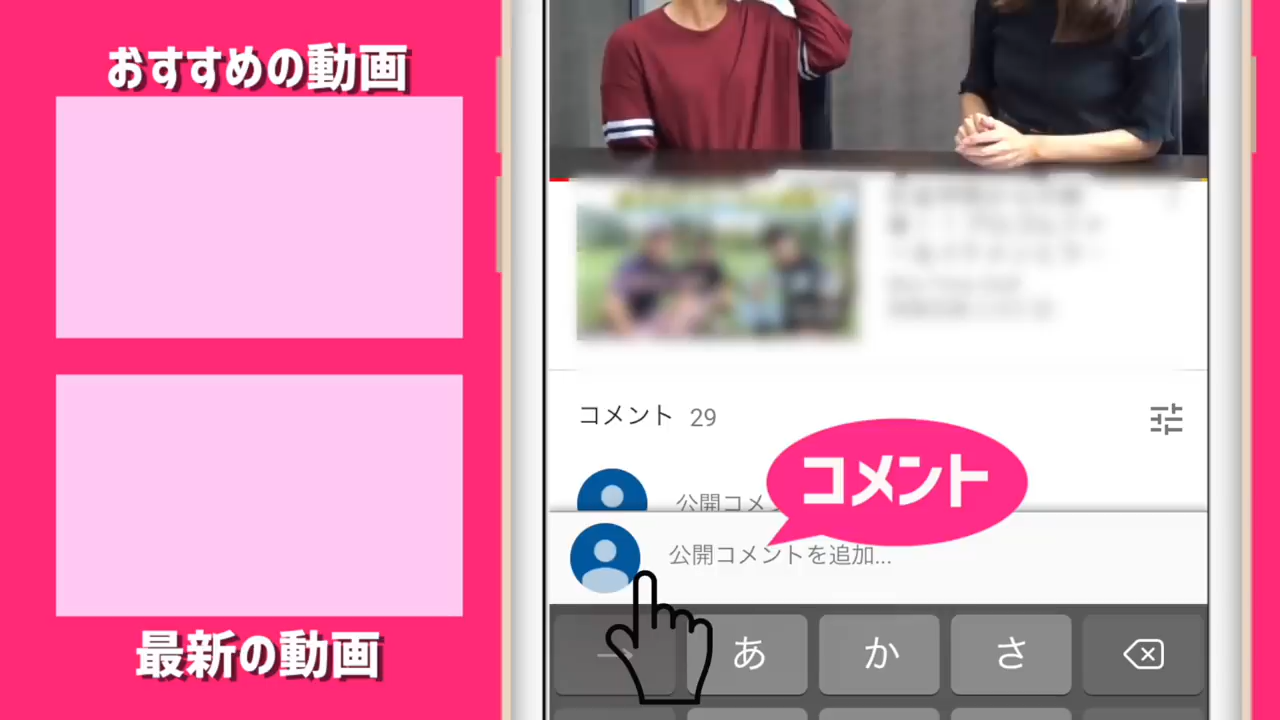 おすすめの動画
最新の動画
コメント 29
コメント
公開コメ
公開コメントを追加...
→
あ
か
さ